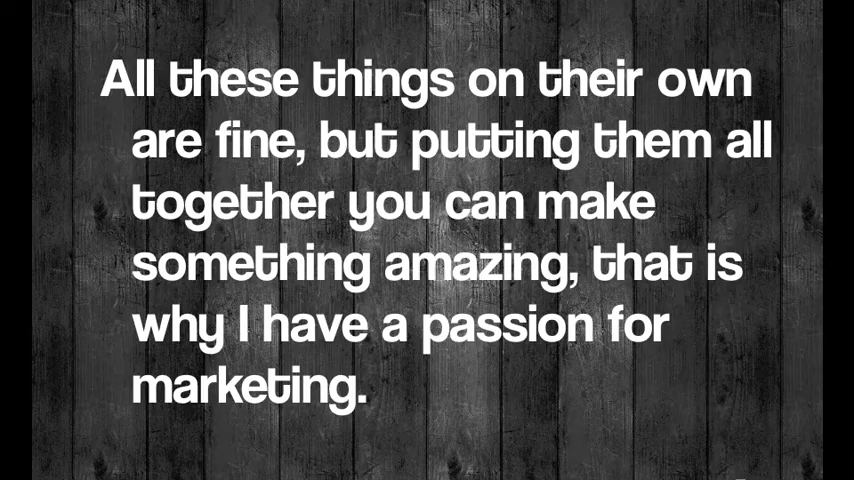 All these things on their own
are fine, but putting them all
together you can make
something amazing, that is
why I have a passion for
marketing.